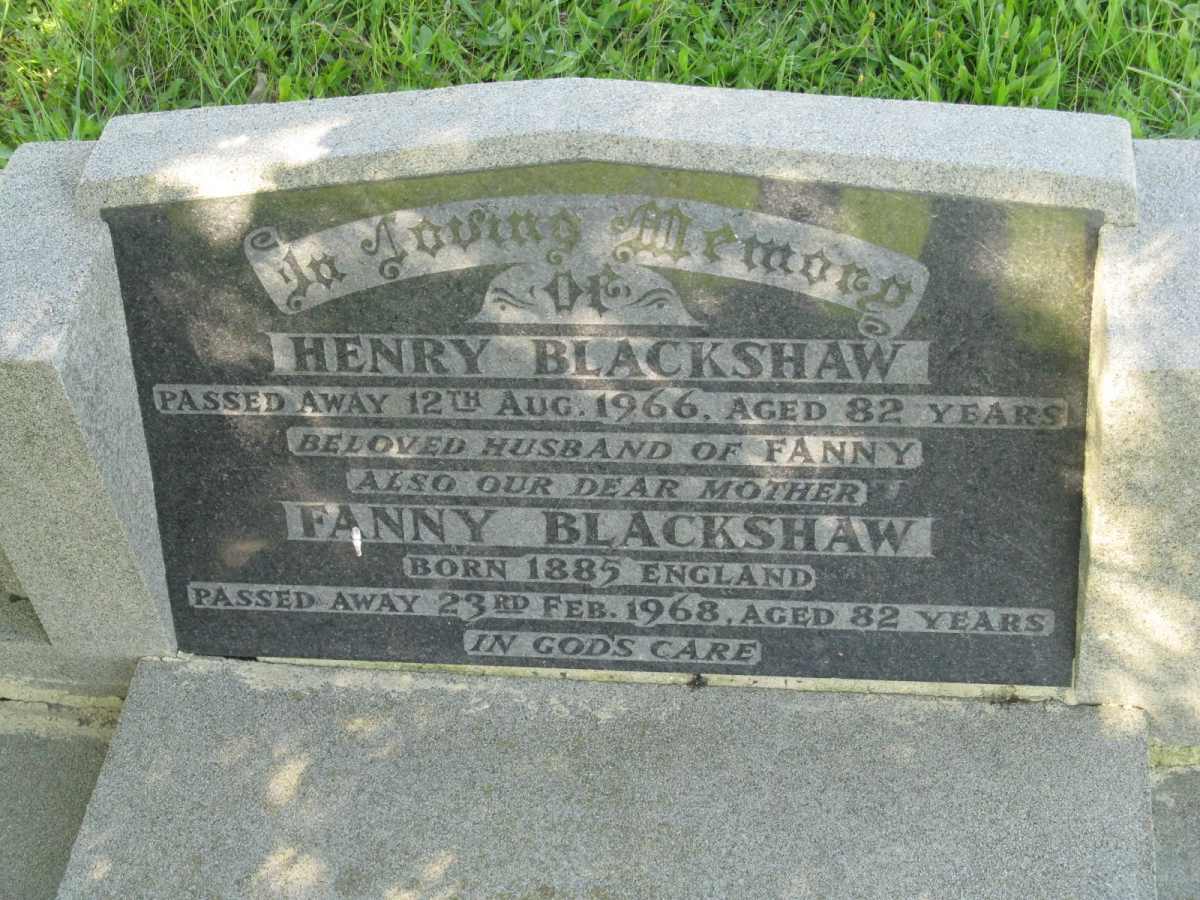 In Loving Memory
OF
HENRY BLACKSHAW
PASSED AWAY 12TH AUG. 1966, AGED 82 YEARS
BELOVED HUSBAND OF FANNY
ALSO OUR DEAR MOTHER
FANNY BLACKSHAW
BORN 1885 ENGLAND
PASSED AWAY 23RD FEB. 1968, AGED 82 YEARS
IN GOD'S CARE